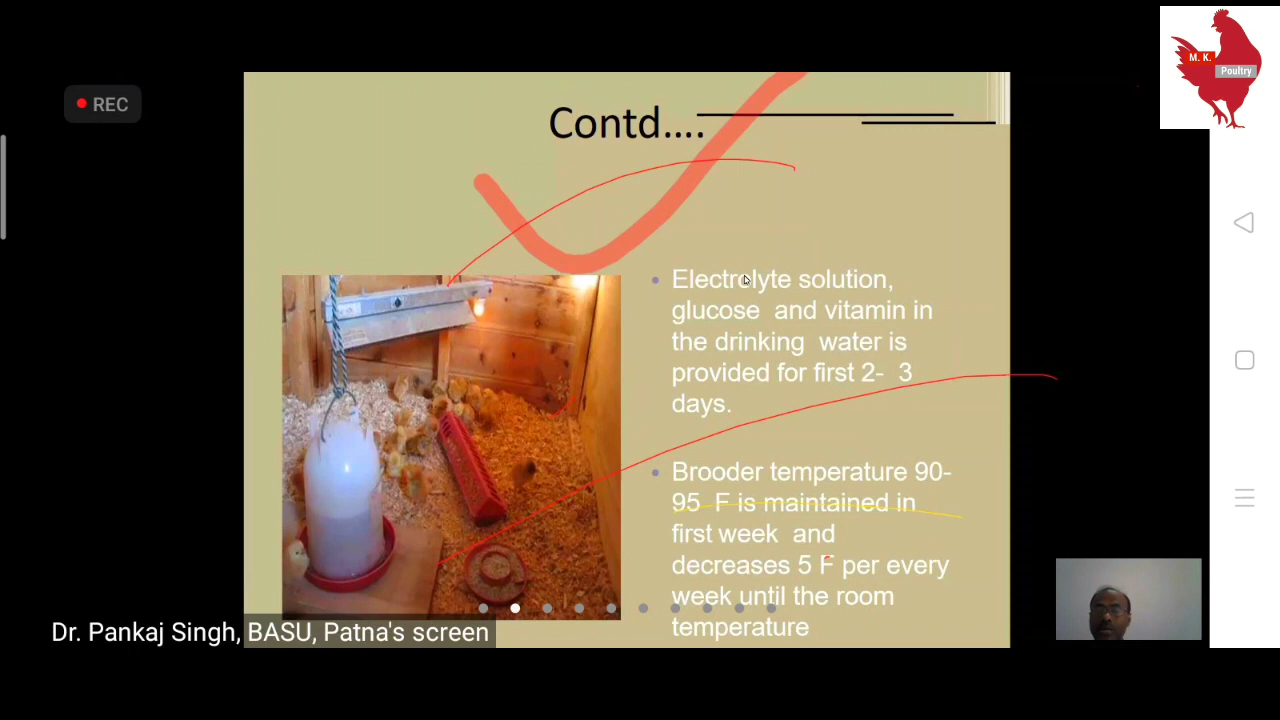 M. K.
Poultry
REC
Contd....
Electrolyte solution,
glucose and vitamin in
the drinking water is
provided for first 2- 3
days.
Brooder temperature 90-
95 F is maintained in
first week and
decreases 5 F per every
week until the room
temperature
Dr. Pankaj Singh, BASU, Patna's screen